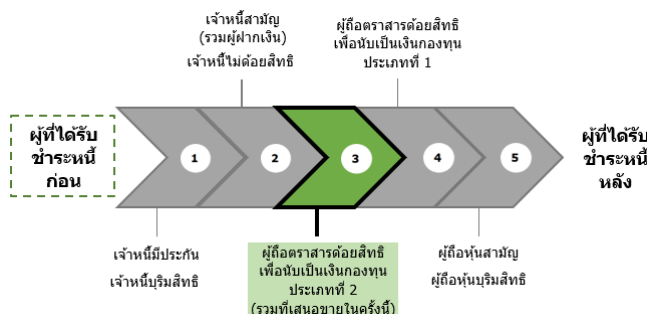 เจ้าหนี้สามัญ
(รวมผู้ฝากเงิน)
เจ้าหนี้ไม่ด้อยสิทธิ
ผู้ถือตราสารด้อยสิทธิ
เพื่อนับเป็นเงินกองทุน
ประเภทที่ 1
ผู้ที่ได้รับ
ชำระหนี้
ก่อน
1
2
3
4
5
ผู้ที่ได้รับ
ชำระหนี้
หลัง
เจ้าหนี้มีประกัน
เจ้าหนี้บุริมสิทธิ
ผู้ถือตราสารด้อยสิทธิ
เพื่อนับเป็นเงินกองทุน
ประเภทที่ 2
(รวมที่เสนอขายในครั้งนี้)
ผู้ถือหุ้นสามัญ
ผู้ถือหุ้นบุริมสิทธิ